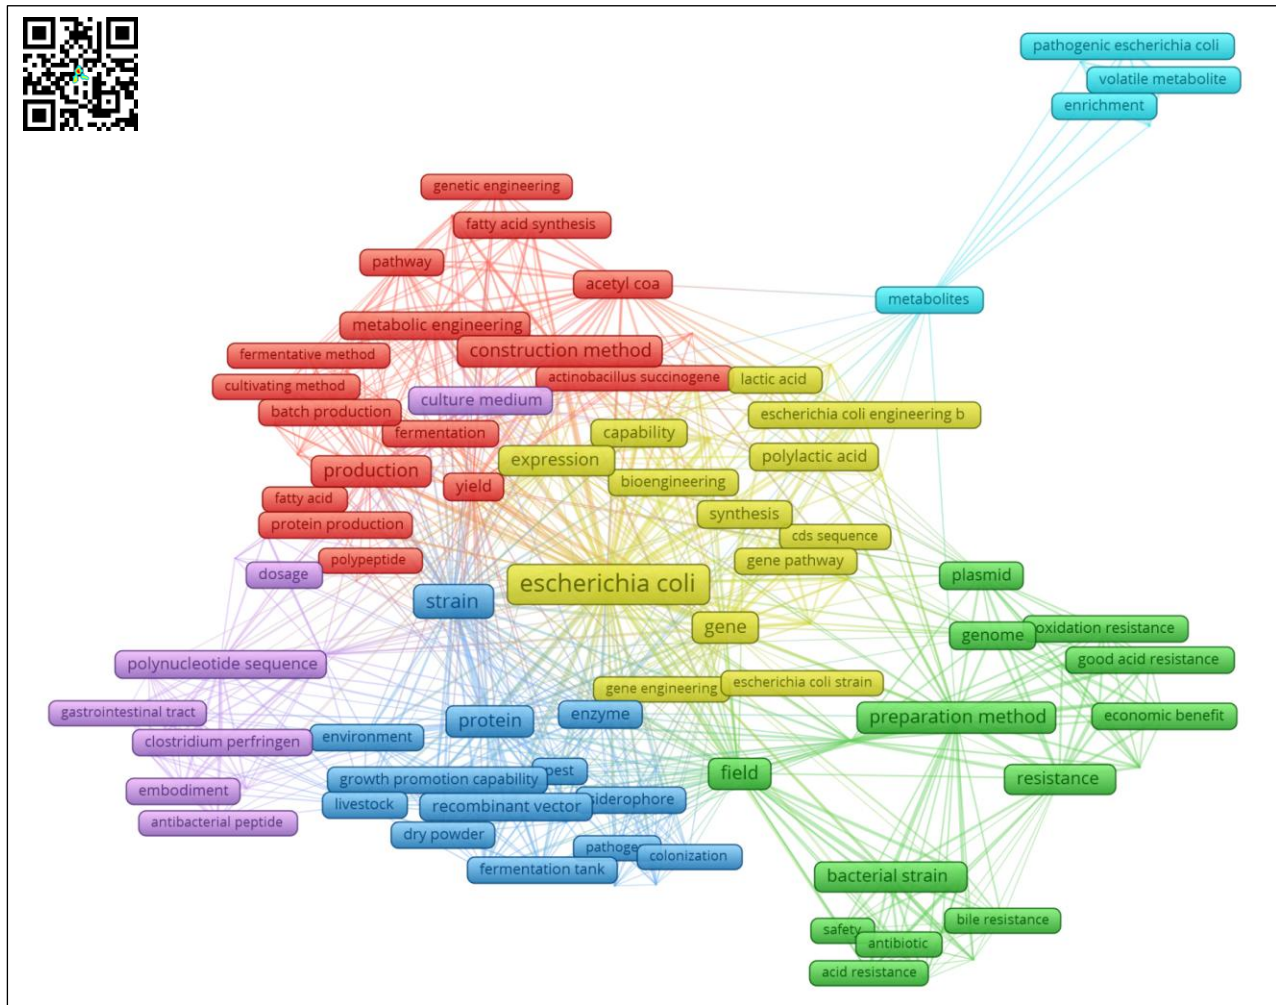 pathogenic escherichia coli
volatile metabolite
enrichment
genetic engineering
fatty acid synthesis
pathway
acetyl coa
metabolites
metabolic engineering
construction method
fermentative method
actinobacillus succinogene
lactic acid
cultivating method
culture medium
batch production
escherichia coli engineering b
fermentation
capability
expression
polylactic acid
production
bioengineering
yield
fatty acid
synthesis
protein production
cds sequence
polypeptide
gene pathway
dosage
plasmid
escherichia coli
strain
gene
genome
oxidation resistance
polynucleotide sequence
good acid resistance
escherichia coli strain
gene engineering
gastrointestinal tract
protein
enzyme
preparation method
economic benefit
environment
clostridium perfringen
field
pest
growth promotion capability
resistance
embodiment
livestock
recombinant vector
siderophore
antibacterial peptide
dry powder
pathogen
colonization
fermentation tank
bacterial strain
bile resistance
safety
antibiotic
acid resistance